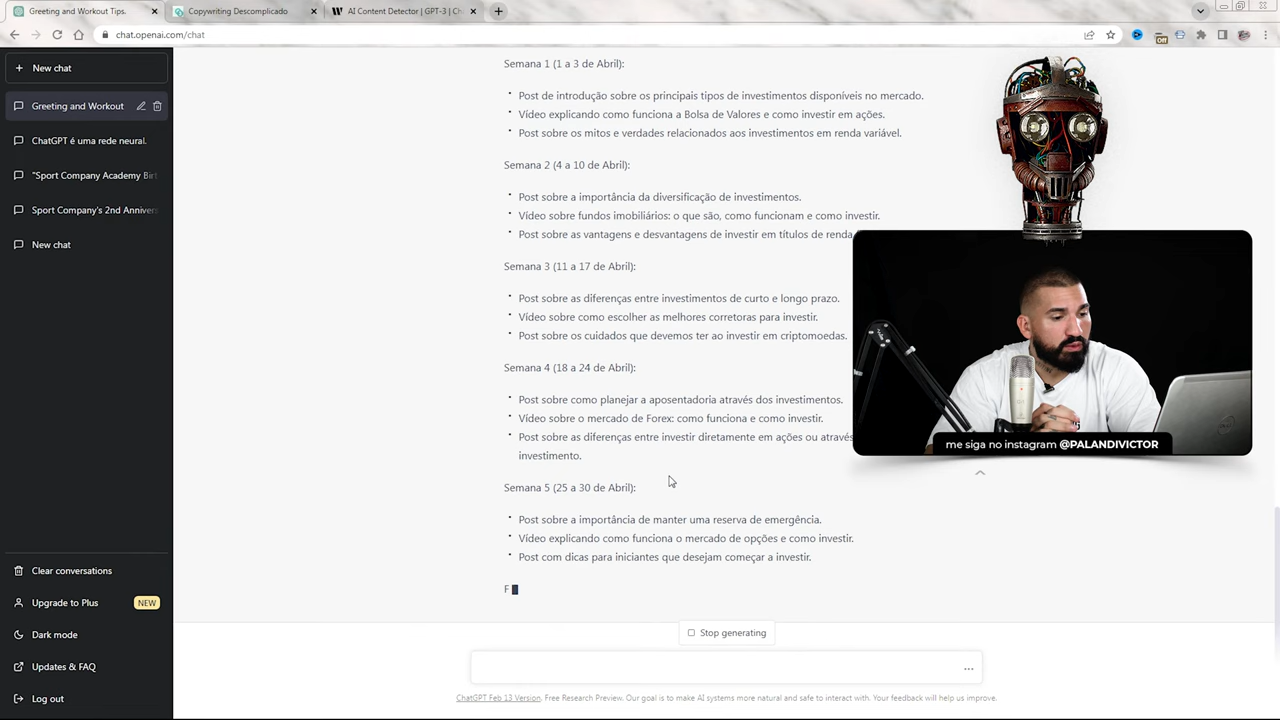 Greeting and Workout Tips.
Copywriting Descomplicado
AI Content Detector | GPT-3 | Ch
chat.openai.com/chat
Off
New chat
Greeting and Workout
ChatGPT é uma rede neural.
"Sport Company Academy Birt
Sport Company's 2nd Annivers
New chat
Clear conversations
Upgrade to Plus
NEW
Dark mode
Updates & FAQ
Log out
Semana 1 (1 a 3 de Abril):
Post de introdução sobre os principais tipos de investimentos disponíveis no mercado.
Vídeo explicando como funciona a Bolsa de Valores e como investir em ações.
Post sobre os mitos e verdades relacionados aos investimentos em renda variável.
Semana 2 (4 a 10 de Abril):
Post sobre a importância da diversificação de investimentos.
Vídeo sobre fundos imobiliários: o que são, como funcionam e como investir.
Post sobre as vantagens e desvantagens de investir em títulos de renda
Semana 3 (11 a 17 de Abril):
Post sobre as diferenças entre investimentos de curto e longo prazo.
Vídeo sobre como escolher as melhores corretoras para investir.
Post sobre os cuidados que devemos ter ao investir em criptomoedas.
Semana 4 (18 a 24 de Abril):
Post sobre como planejar a aposentadoria através dos investimentos.
Vídeo sobre o mercado de Forex: como funciona e como investir.
Post sobre as diferenças entre investir diretamente em ações ou através
investimento.
Semana 5 (25 a 30 de Abril):
Post sobre a importância de manter uma reserva de emergência.
Vídeo explicando como funciona o mercado de opções e como investir.
Post com dicas para iniciantes que desejam começar a investir.
F
me siga no instagram @PALANDIVICTOR
Stop generating
ChatGPT Feb 13 Version. Free Research Preview. Our goal is to make AI systems more natural and safe to interact with. Your feedback will help us improve.